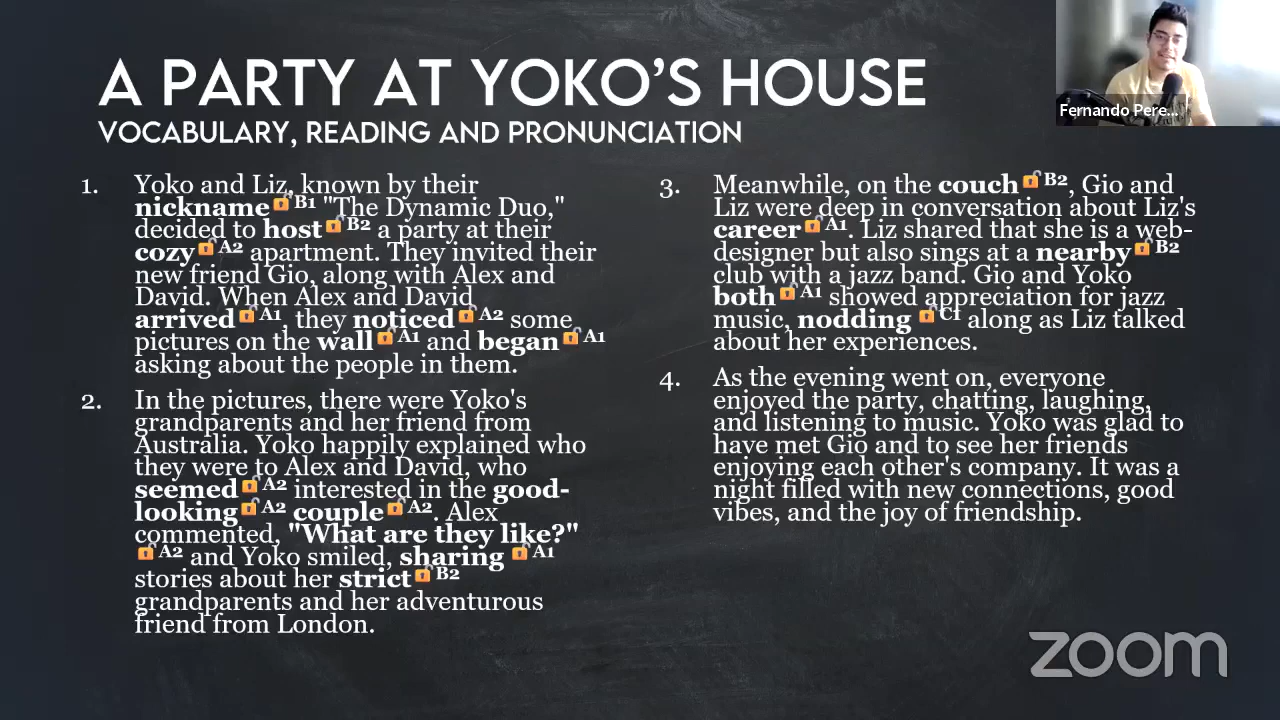 A PARTY AT YOKO'S HOUSE
VOCABULARY, READING AND PRONUNCIATION
Fernando Pere...
1. Yoko and Liz, known by their
nickname🔓B1 "The Dynamic Duo,"
decided to host🔓B2 a party at their
cozy🔓A2 apartment. They invited their
new friend Gio, along with Alex and
David. When Alex and David
arrived🔓A1, they noticed🔓A2 some
pictures on the wall🔓A1 and began🔓A1
asking about the people in them.
2. In the pictures, there were Yoko's
grandparents and her friend from
Australia. Yoko happily explained who
they were to Alex and David, who
seemed🔓A2 interested in the good-
looking🔓A2 couple🔓A2. Alex
commented, "What are they like?"
🔓A2 and Yoko smiled, sharing 🔓A1
stories about her strict🔓B2
grandparents and her adventurous
friend from London.
3. Meanwhile, on the couch🔓B2, Gio and
Liz were deep in conversation about Liz's
career🔓A1. Liz shared that she is a web-
designer but also sings at a nearby🔓B2
club with a jazz band. Gio and Yoko
both🔓A1 showed appreciation for jazz
music, nodding 🔓C1 along as Liz talked
about her experiences.
4. As the evening went on, everyone
enjoyed the party, chatting, laughing,
and listening to music. Yoko was glad to
have met Gio and to see her friends
enjoying each other's company. It was a
night filled with new connections, good
vibes, and the joy of friendship.
zoom